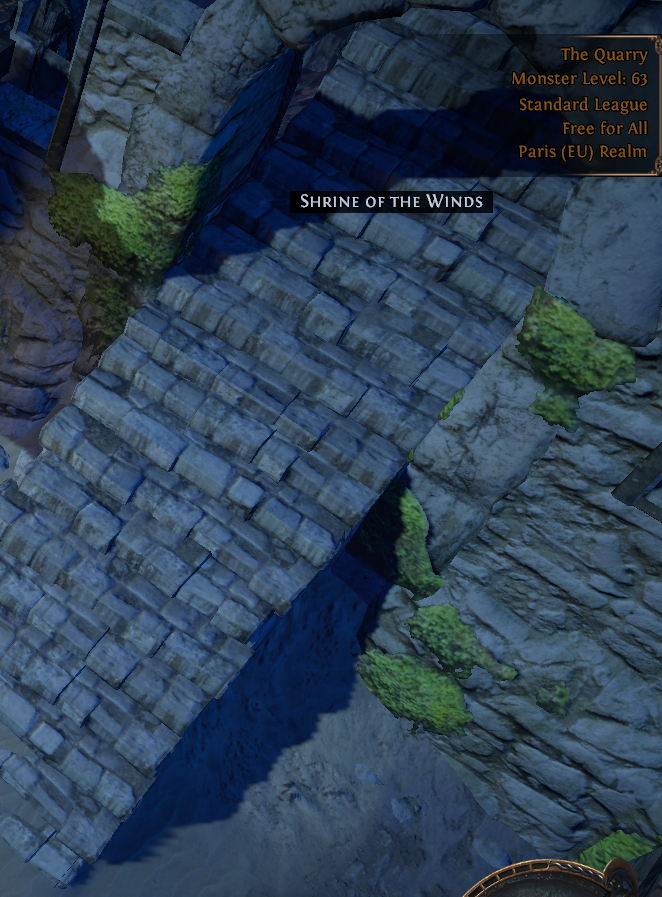 The Quarry
Monster Level: 63
Standard League
Free for All
Paris (EU) Realm
Shrine of the Winds